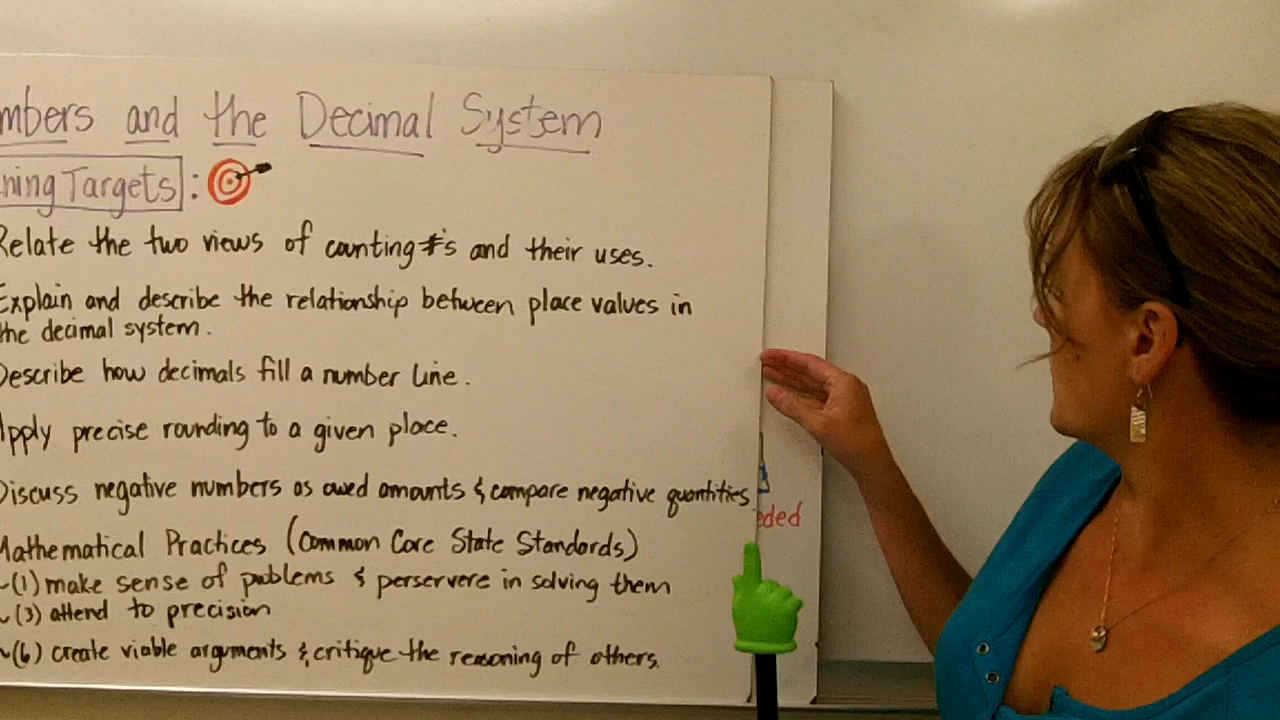 mbers and the Decimal System
ning Targets:
Relate the two views of counting #'s and their uses.
Explain and describe the relationship between place values in
the decimal system.
Describe how decimals fill a number line.
Apply precise rounding to a given place.
Discuss negative numbers as owed amounts & compare negative quantities
eded
Mathematical Practices (Common Core State Standards)
(1) make sense of problems & perservere in solving them
(3) attend to precision
(6) create viable arguments & critique the reasoning of others.